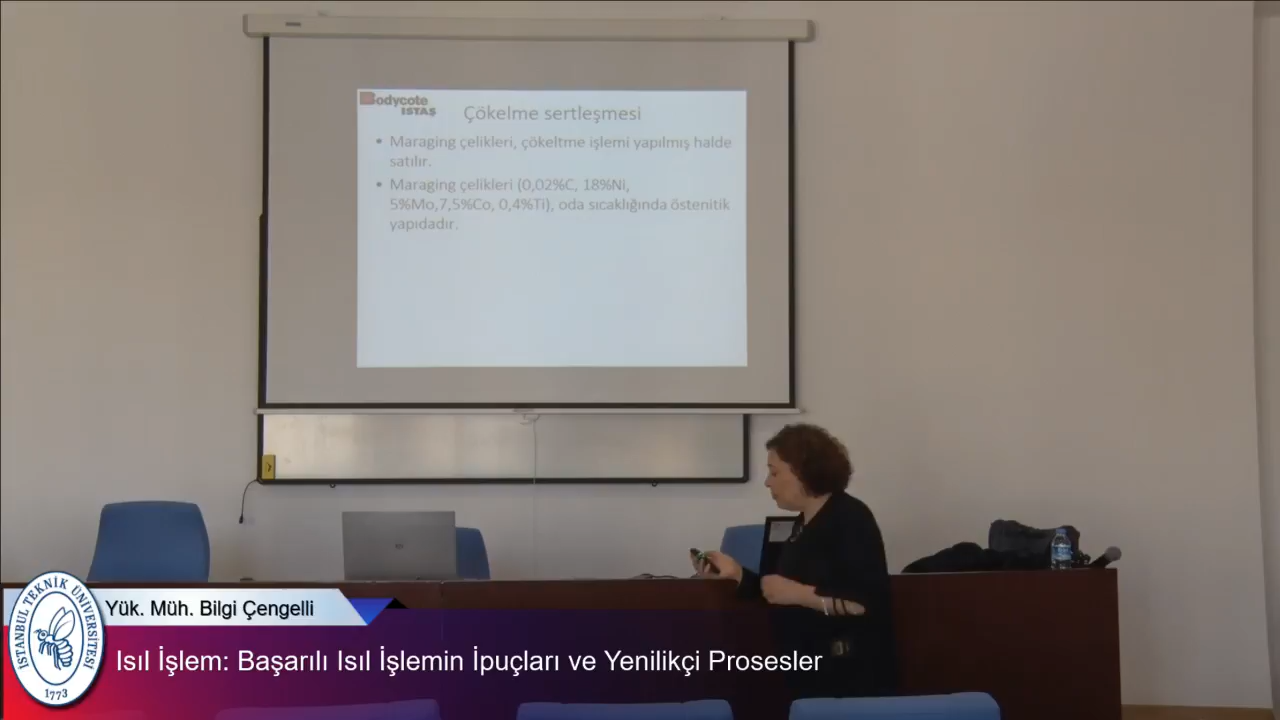 Bodycote
ISTAŞ
Çökelme sertleşmesi
• Maraging çelikleri, çökeltme işlemi yapılmış halde
satılır.
• Maraging çelikleri (0,02%C, 18%Ni,
5%Mo,7,5%Co, 0,4%Ti), oda sıcaklığında östenitik
yapıdadır.
Yük. Müh. Bilgi Çengelli
Isıl İşlem: Başarılı Isıl İşlemin İpuçları ve Yenilikçi Prosesler
İSTANBUL TEKNİK ÜNİVERSİTESİ
1773